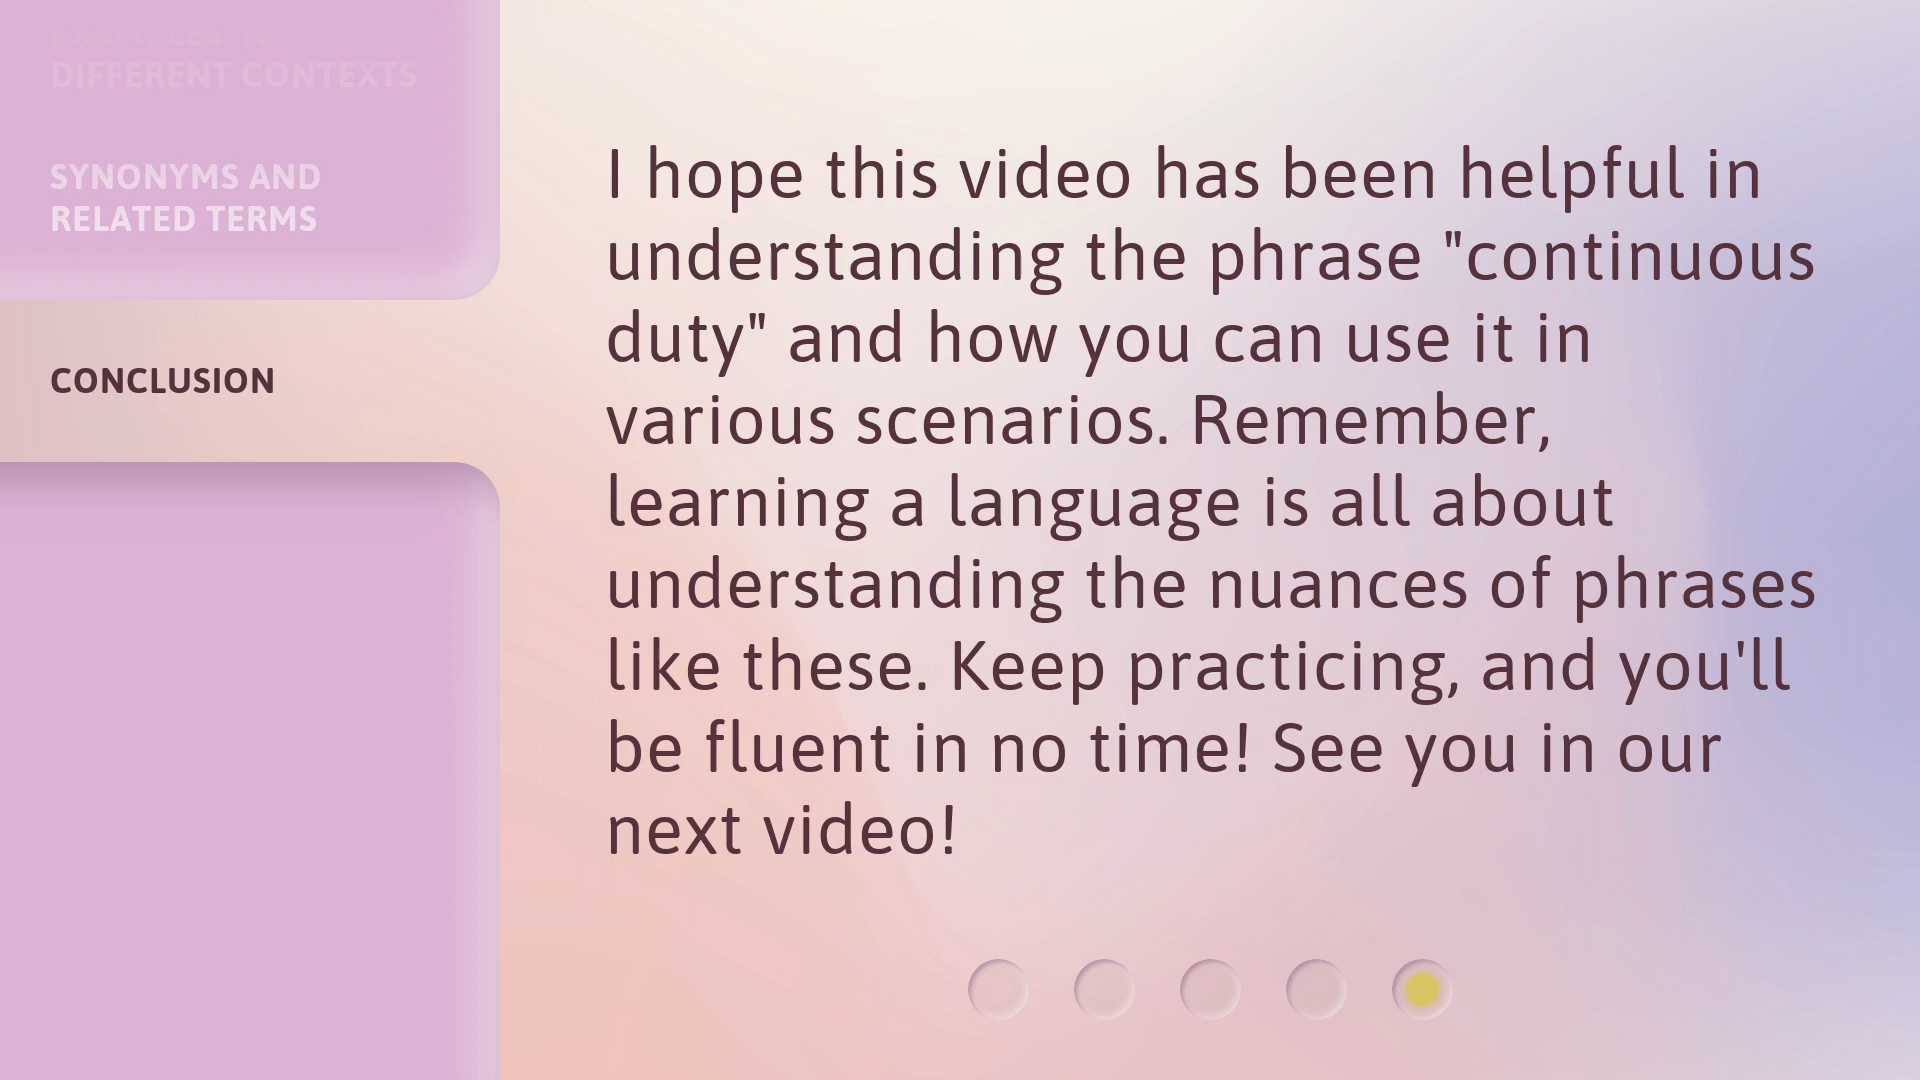 EXAMPLES IN
DIFFERENT CONTEXTS
SYNONYMS AND
RELATED TERMS
CONCLUSION
I hope this video has been helpful in
understanding the phrase "continuous
duty" and how you can use it in
various scenarios. Remember,
learning a language is all about
understanding the nuances of phrases
like these. Keep practicing, and you'll
be fluent in no time! See you in our
next video!